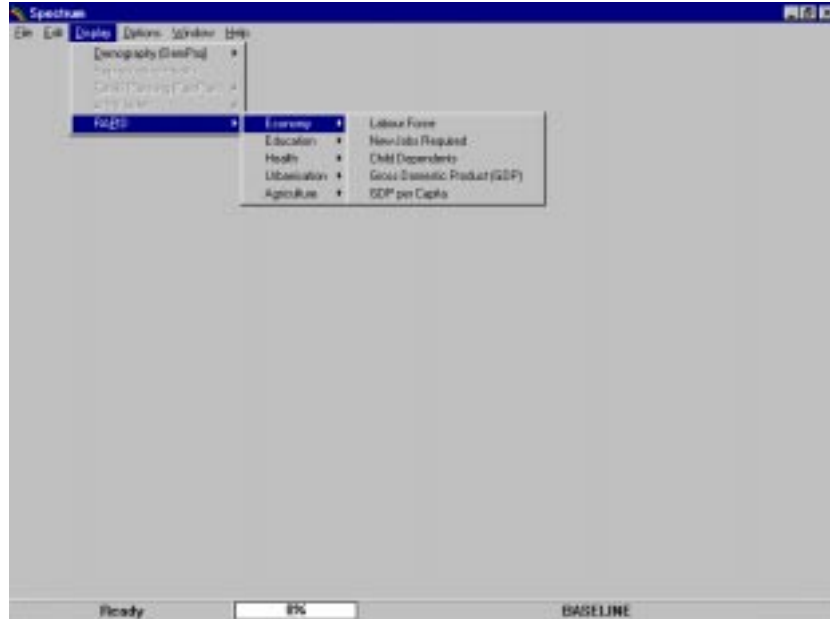 Spectrum
File Edit Display Options Window Help
Demography (DemProj)
RAPID
Economy
Education
Health
Urbanisation
Agriculture
Labour Force
New Jobs Required
Child Dependents
Gross Domestic Product (GDP)
GDP per Capita
Ready 0% BASELINE